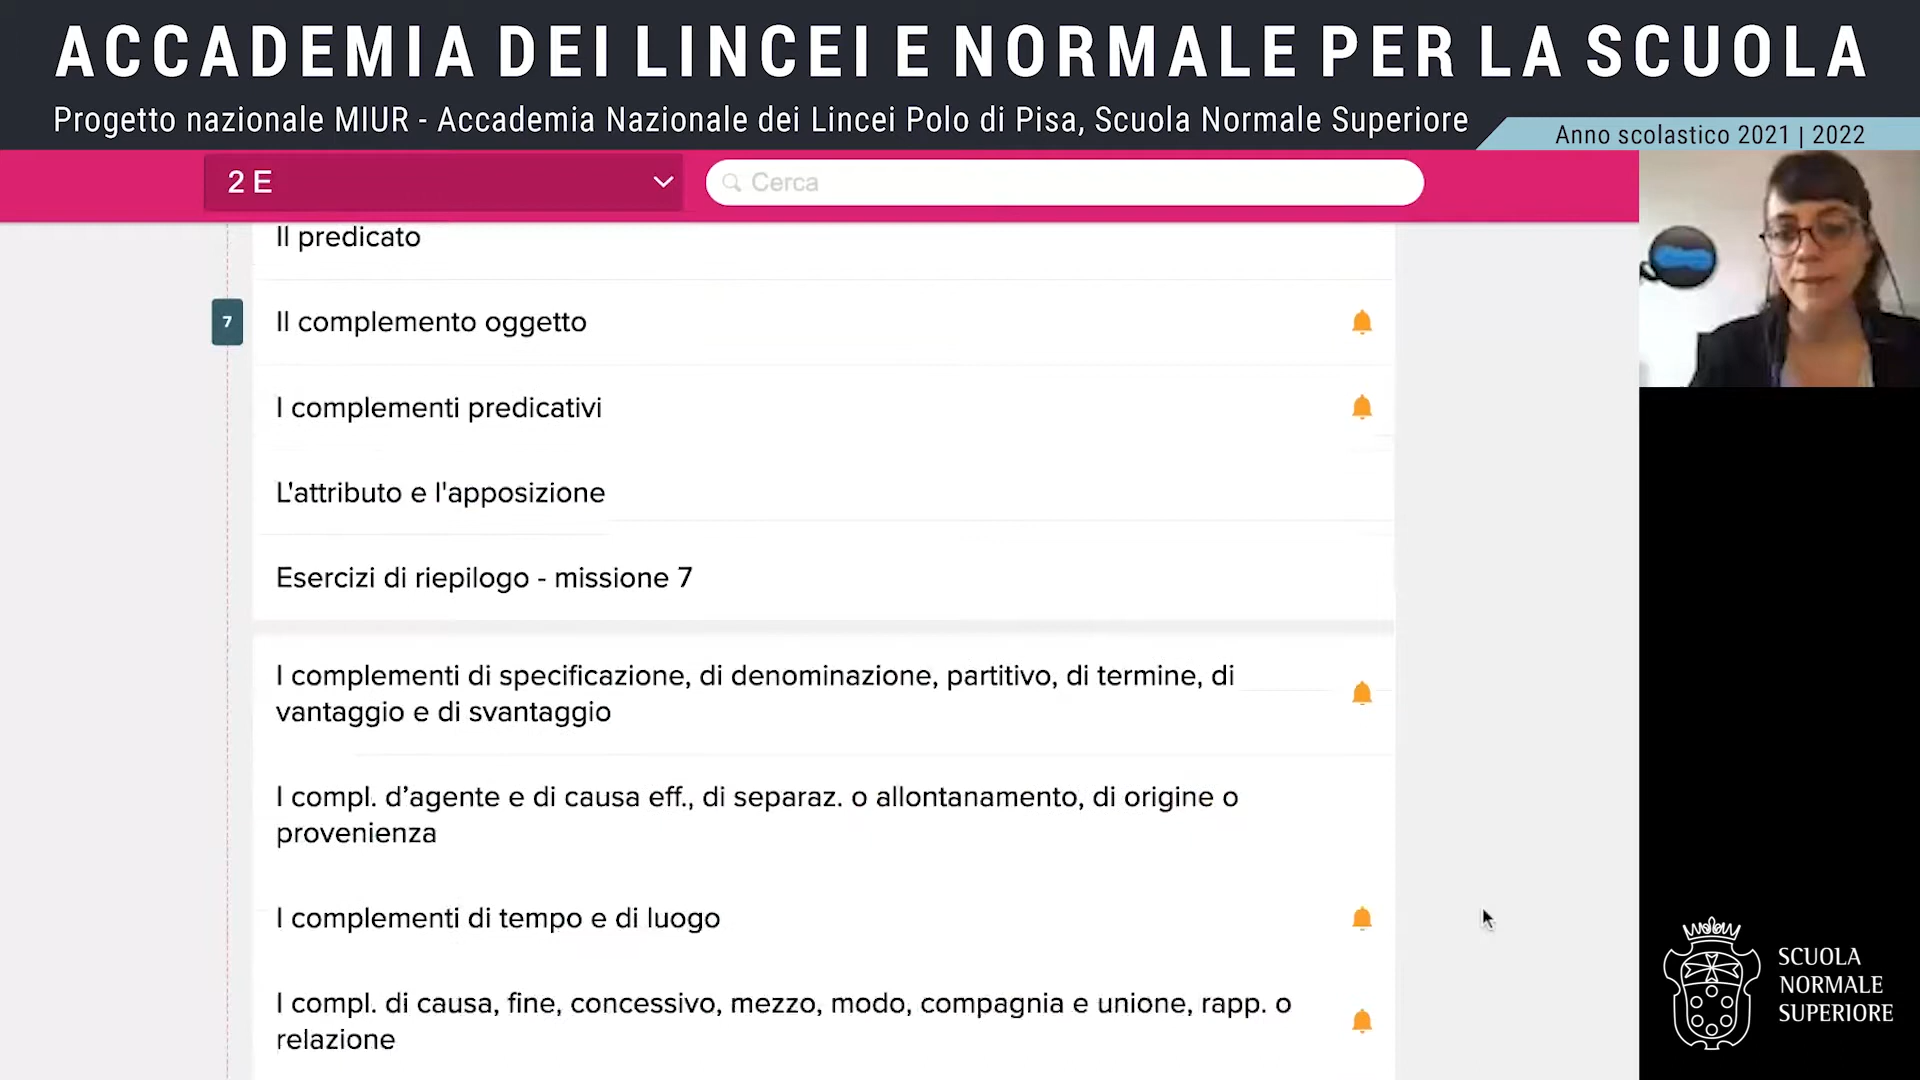 ACCADEMIA DEI LINCEI E NORMALE PER LA SCUOLA
Progetto nazionale MIUR - Accademia Nazionale dei Lincei Polo di Pisa, Scuola Normale Superiore
Anno scolastico 2021 | 2022
2 E
Cerca
Il predicato
7
Il complemento oggetto
I complementi predicativi
L'attributo e l'apposizione
Esercizi di riepilogo - missione 7
I complementi di specificazione, di denominazione, partitivo, di termine, di
vantaggio e di svantaggio
I compl. d’agente e di causa eff., di separaz. o allontanamento, di origine o
provenienza
I complementi di tempo e di luogo
I compl. di causa, fine, concessivo, mezzo, modo, compagnia e unione, rapp. o
relazione
SCUOLA
NORMALE
SUPERIORE